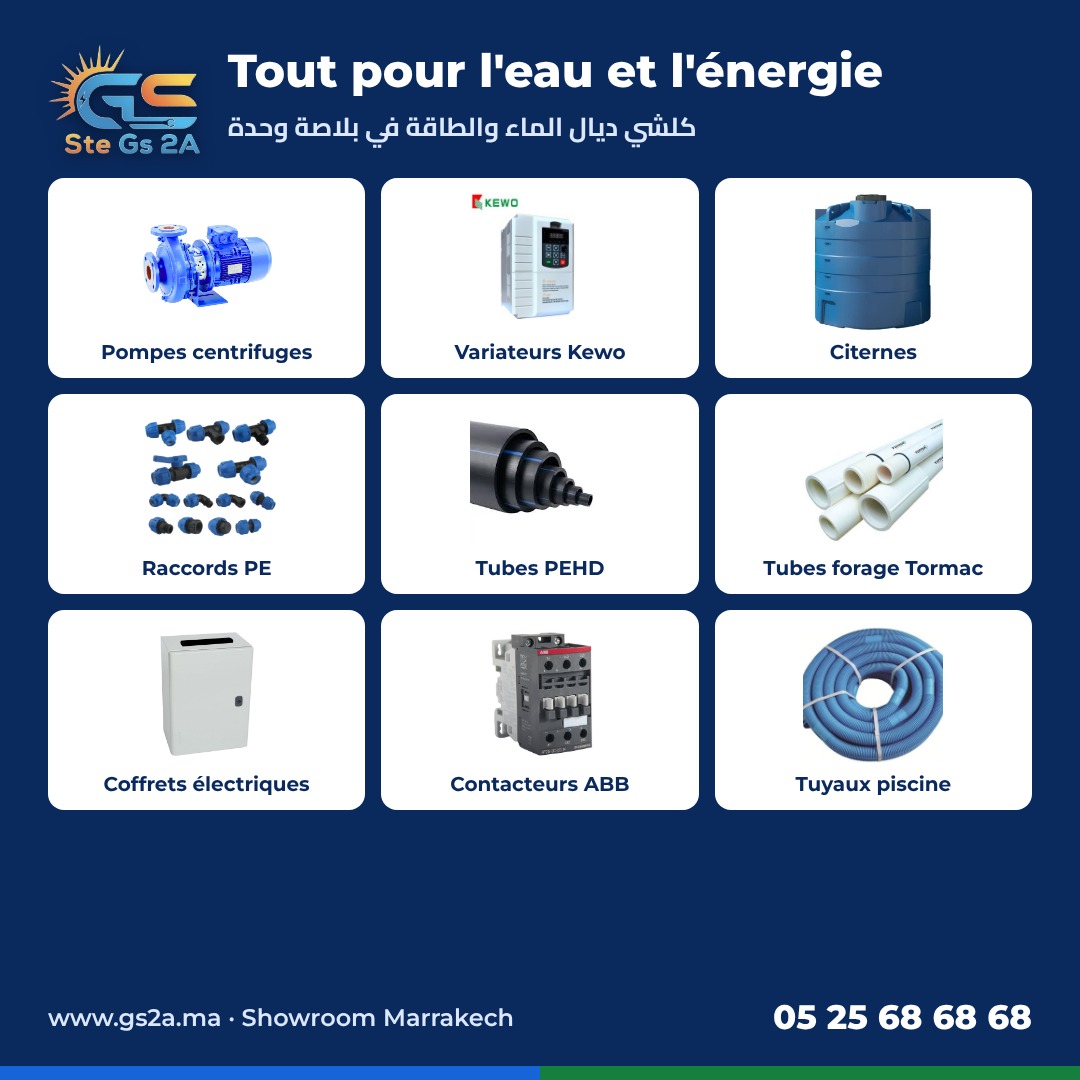 GS
Ste Gs 2A
Tout pour l'eau et l'énergie
كلشي ديال الماء والطاقة في بلاصة وحدة
Pompes centrifuges
KEWO
Variateurs Kewo
Citernes
Raccords PE
Tubes PEHD
Tubes forage Tormac
Coffrets électriques
ABB
Contacteurs ABB
Tuyaux piscine
www.gs2a.ma · Showroom Marrakech
05 25 68 68 68